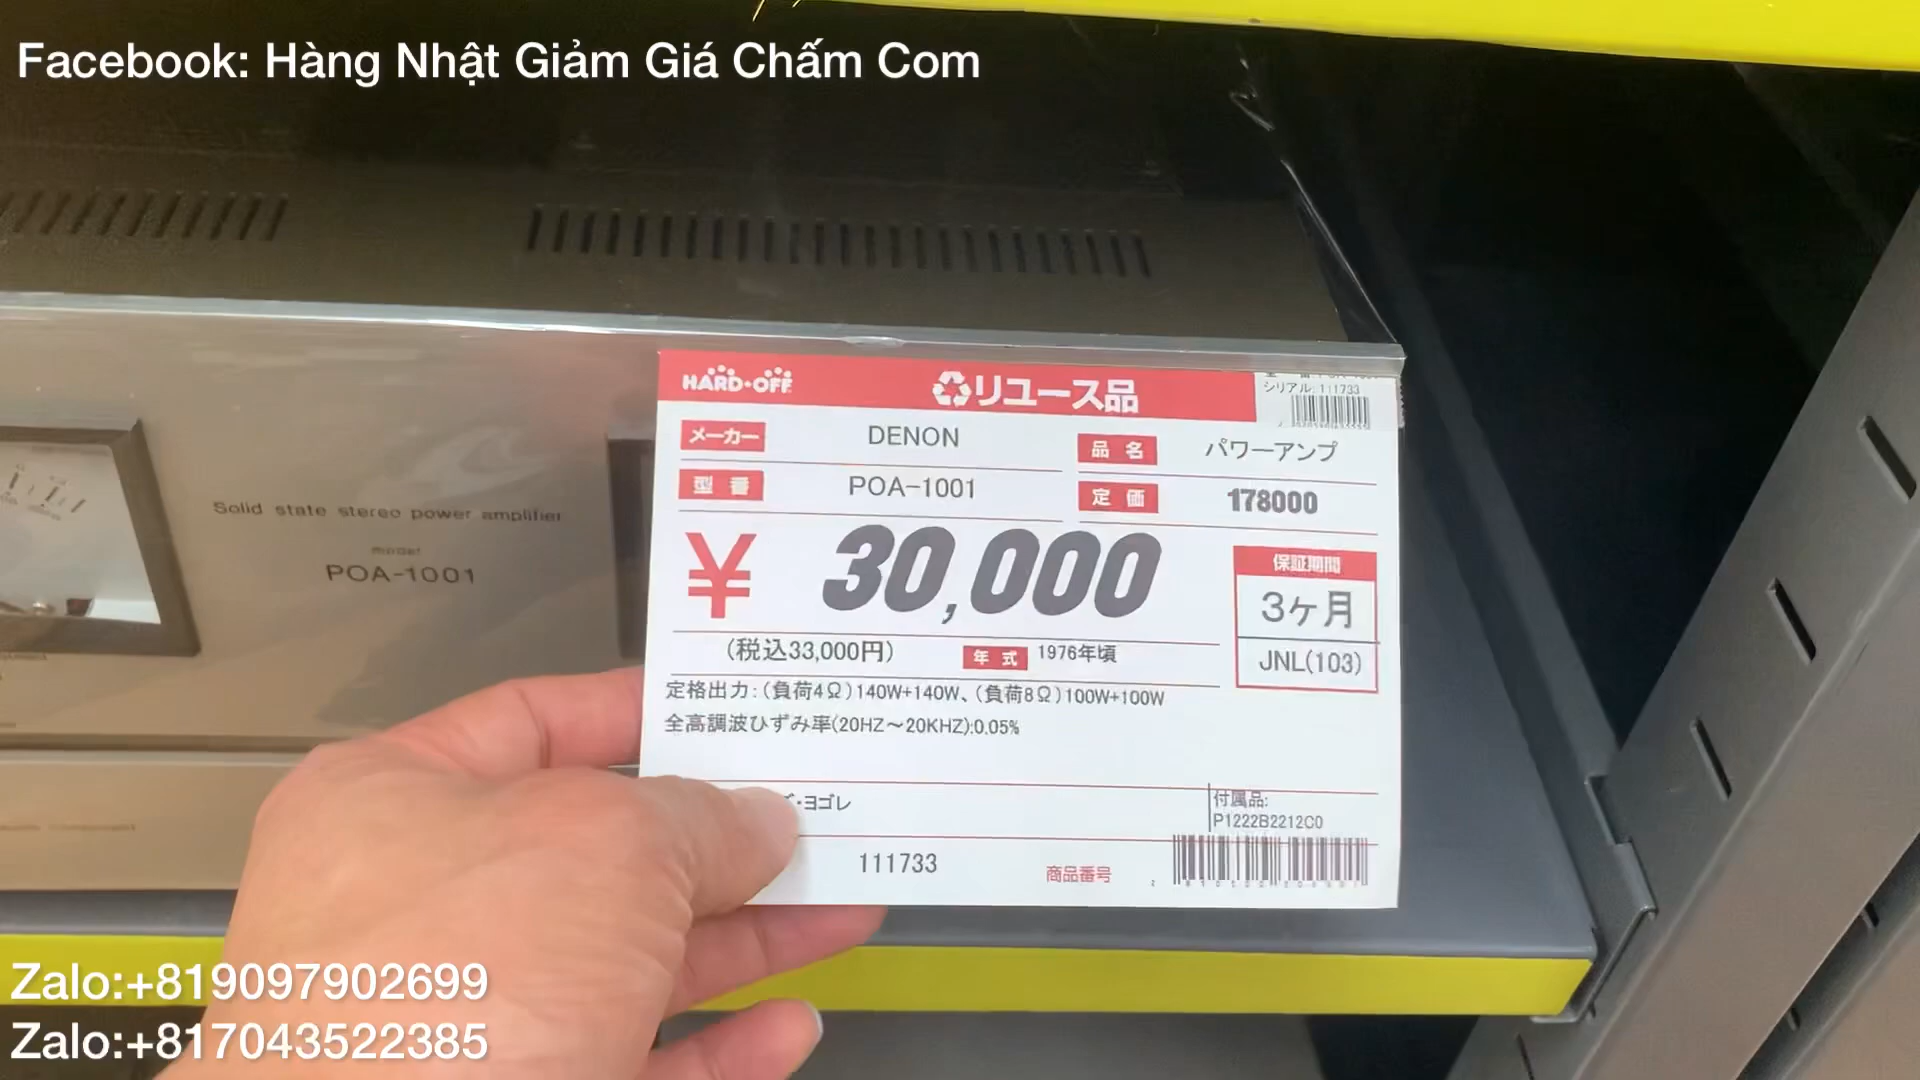 Facebook: Hàng Nhật Giảm Giá Chấm Com
HARD・OFF
リユース品
シリアル: 111733
メーカー
DENON
品名
パワーアンプ
型番
POA-1001
定価
178000
¥ 30,000
保証期間
3ヶ月
JNL(103)
(税込33,000円)
年式
1976年頃
定格出力:(負荷4Ω)140W+140W、(負荷8Ω)100W+100W
全高調波ひずみ率(20HZ〜20KHZ):0.05%
・ヨゴレ
付属品:
P1222B2212C0
111733
商品番号
Solid state stereo power amplifier
model
POA-1001
Zalo:+819097902699
Zalo:+817043522385